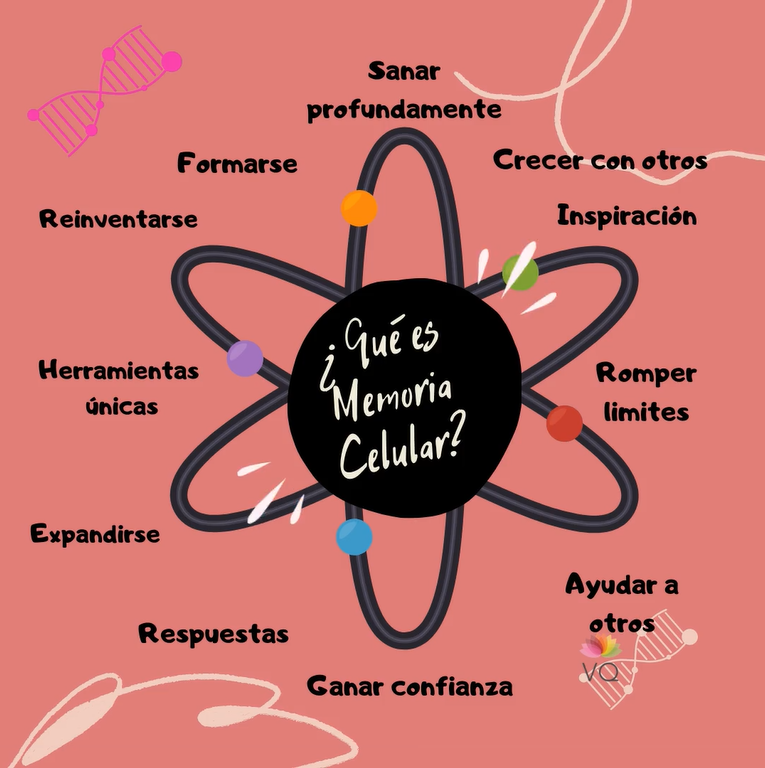 Sanar
profundamente
Formarse
Crecer con otros
Reinventarse
Inspiración
¿Qué es
Memoria
Celular?
Herramientas
únicas
Romper
limites
Expandirse
Ayudar a
otros
Respuestas
VQ
Ganar confianza